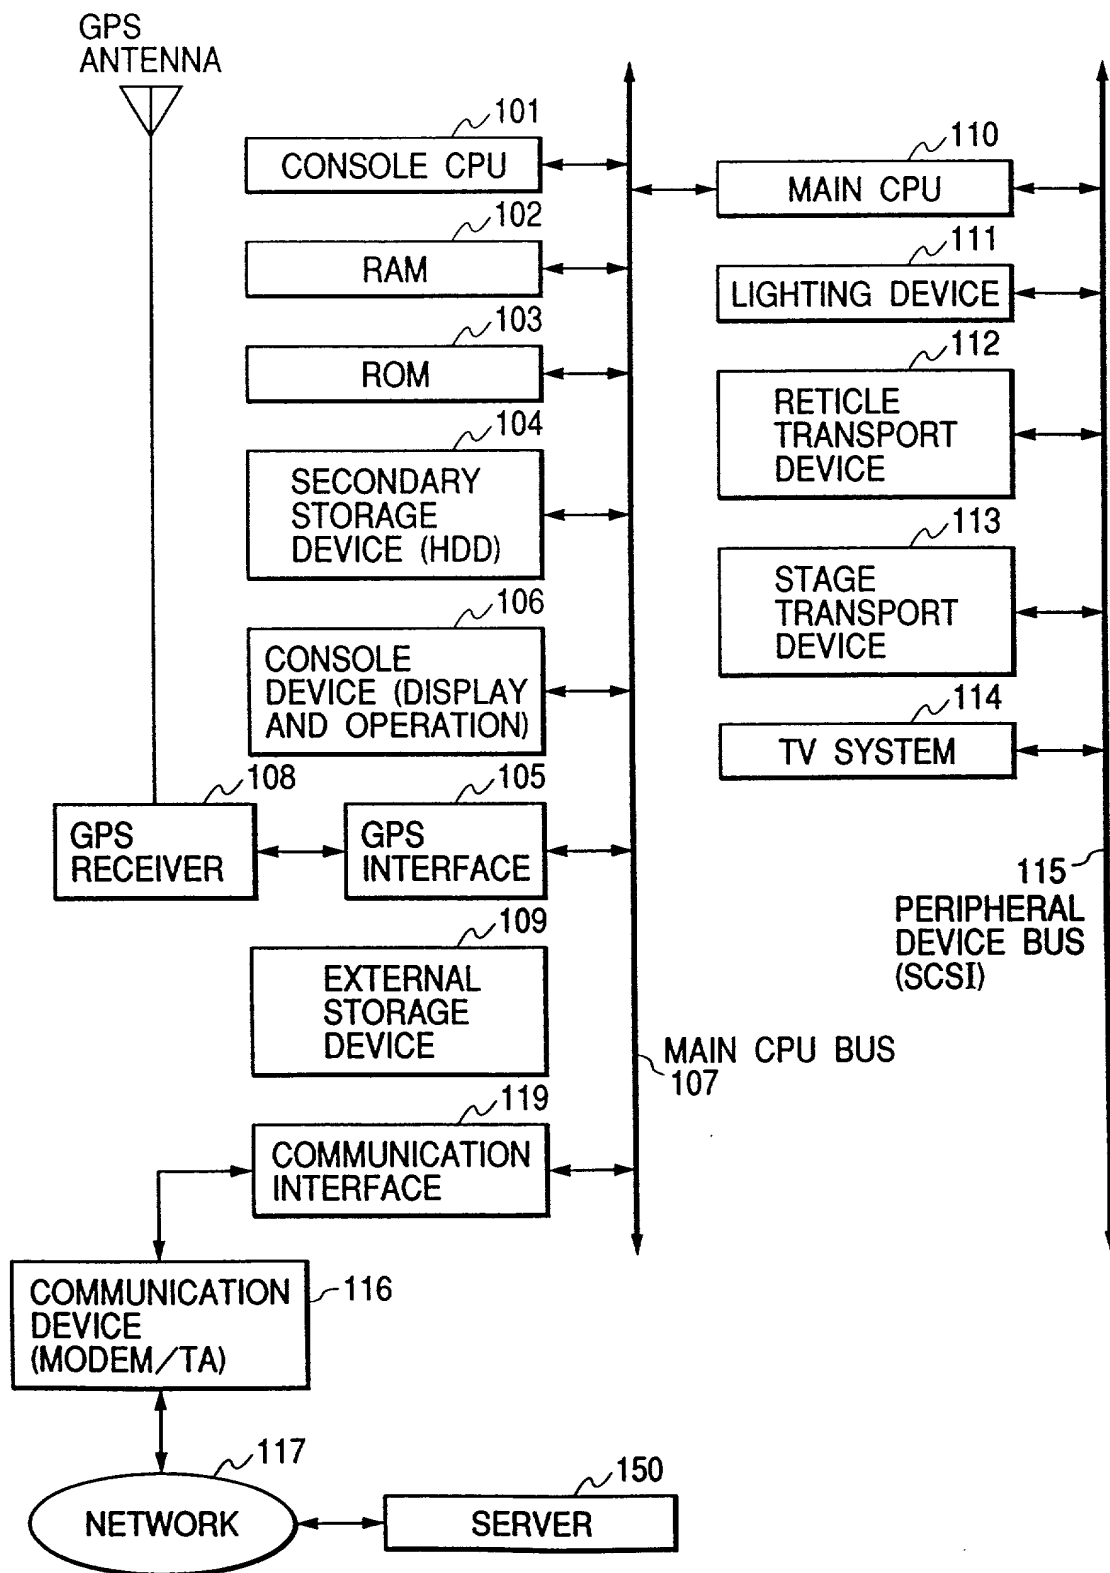 GPS
ANTENNA
101
CONSOLE CPU
102
RAM
103
ROM
104
SECONDARY
STORAGE
DEVICE (HDD)
106
CONSOLE
DEVICE (DISPLAY
AND OPERATION)
108
GPS
RECEIVER
105
GPS
INTERFACE
109
EXTERNAL
STORAGE
DEVICE
119
COMMUNICATION
INTERFACE
COMMUNICATION
DEVICE
(MODEM/TA)
116
117
NETWORK
150
SERVER
MAIN CPU BUS
107
110
MAIN CPU
111
LIGHTING DEVICE
112
RETICLE
TRANSPORT
DEVICE
113
STAGE
TRANSPORT
DEVICE
114
TV SYSTEM
115
PERIPHERAL
DEVICE BUS
(SCSI)